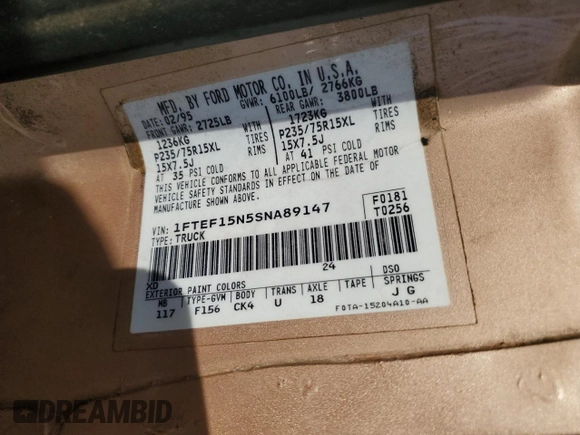 MFD. BY FORD MOTOR CO. IN U.S.A.
DATE: 02/95 GVWR: 6100LB/ 2766KG
FRONT GAWR: 2725LB REAR GAWR: 3800LB
1236KG WITH 1723KG WITH
P235/75R15XL TIRES P235/75R15XL TIRES
15X7.5J RIMS 15X7.5J RIMS
AT 35 PSI COLD AT 41 PSI COLD
THIS VEHICLE CONFORMS TO ALL APPLICABLE FEDERAL MOTOR
VEHICLE SAFETY STANDARDS IN EFFECT ON THE DATE OF
MANUFACTURE SHOWN ABOVE.
VIN: 1FTEF15N5SNA89147 F0181
TYPE: TRUCK T0256
XD 24
EXTERIOR PAINT COLORS DSO
WB TYPE-GVM BODY TRANS AXLE TAPE SPRINGS
117 F156 CK4 U 18 J G
F0TA-15204A10-AA
DREAMBID